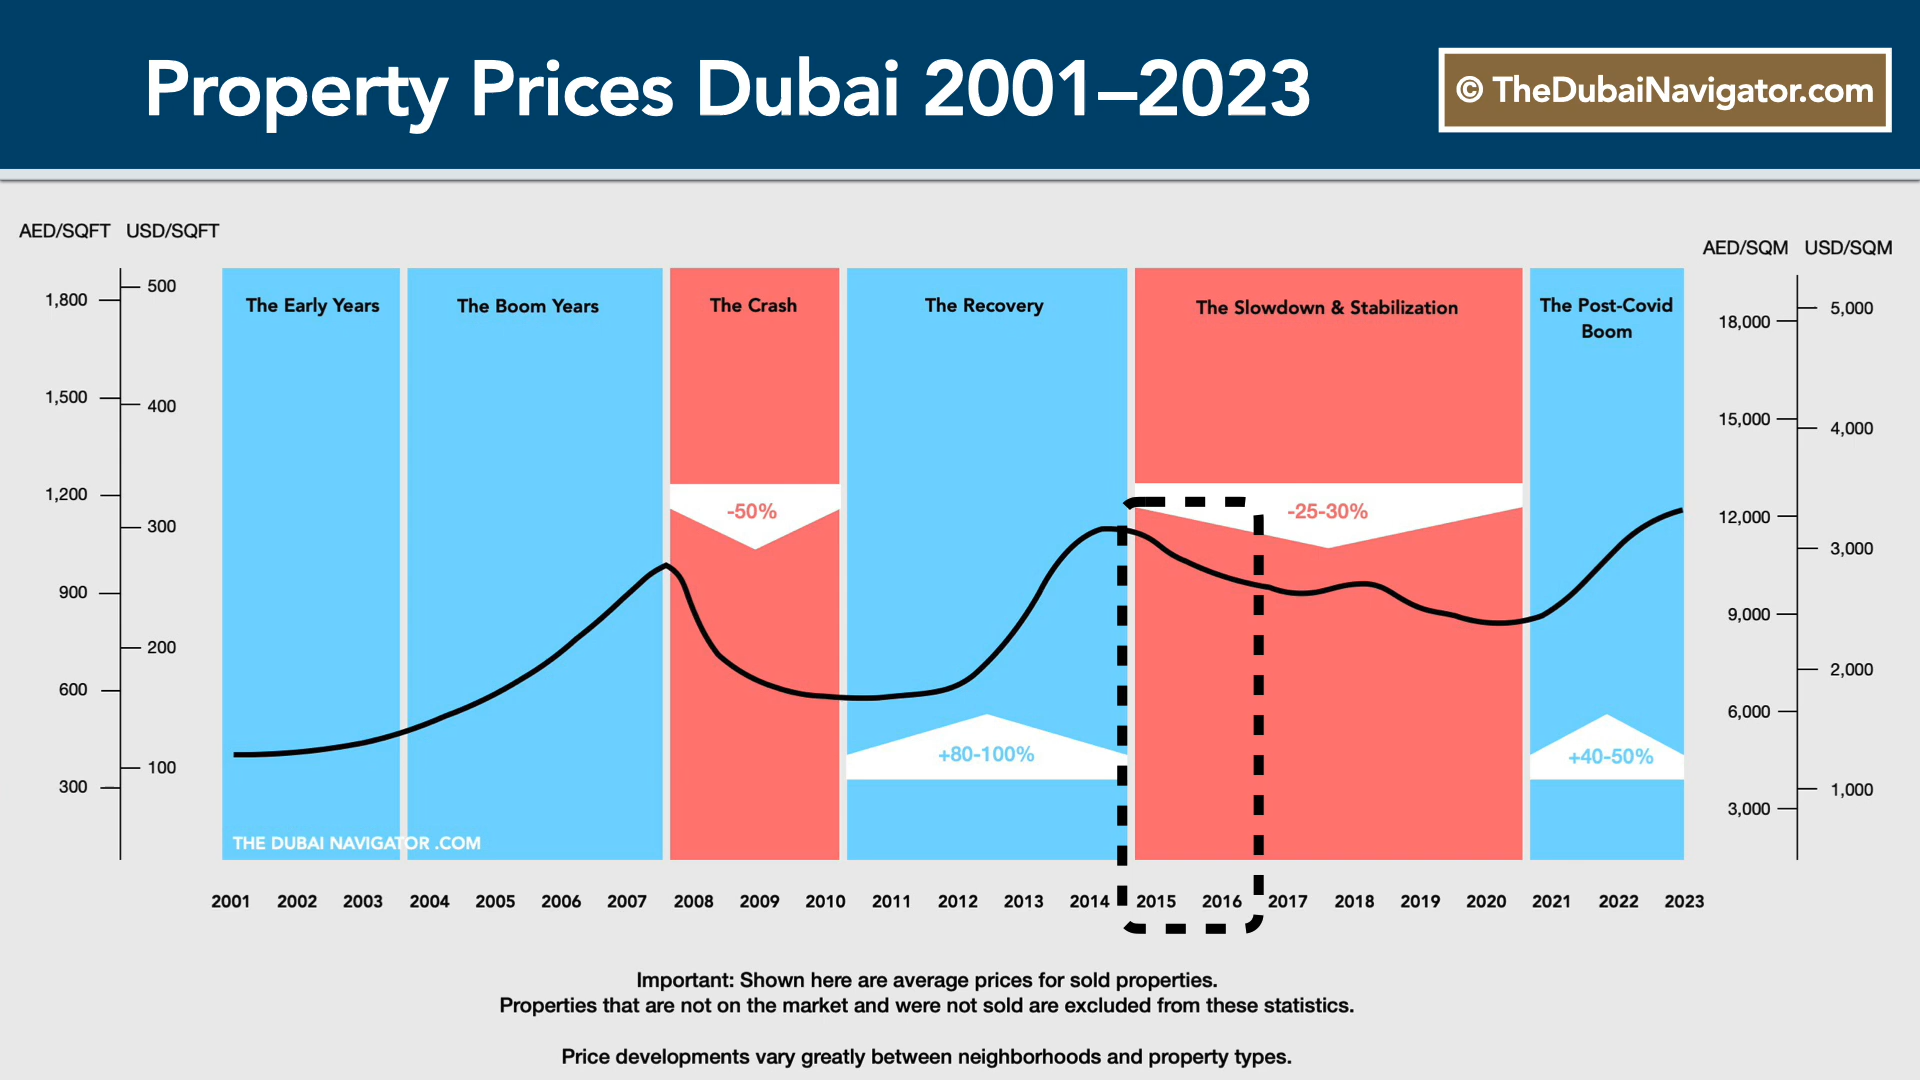 Property Prices Dubai 2001–2023
© TheDubaiNavigator.com
AED/SQFT USD/SQFT
AED/SQM USD/SQM
1,800
1,500
1,200
900
600
300
500
400
300
200
100
The Early Years
The Boom Years
The Crash
The Recovery
The Slowdown & Stabilization
The Post-Covid
Boom
-50%
-25-30%
+80-100%
+40-50%
THE DUBAI NAVIGATOR .COM
18,000
15,000
12,000
9,000
6,000
3,000
5,000
4,000
3,000
2,000
1,000
2001 2002 2003 2004 2005 2006 2007 2008 2009 2010 2011 2012 2013 2014 2015 2016 2017 2018 2019 2020 2021 2022 2023
Important: Shown here are average prices for sold properties.
Properties that are not on the market and were not sold are excluded from these statistics.
Price developments vary greatly between neighborhoods and property types.